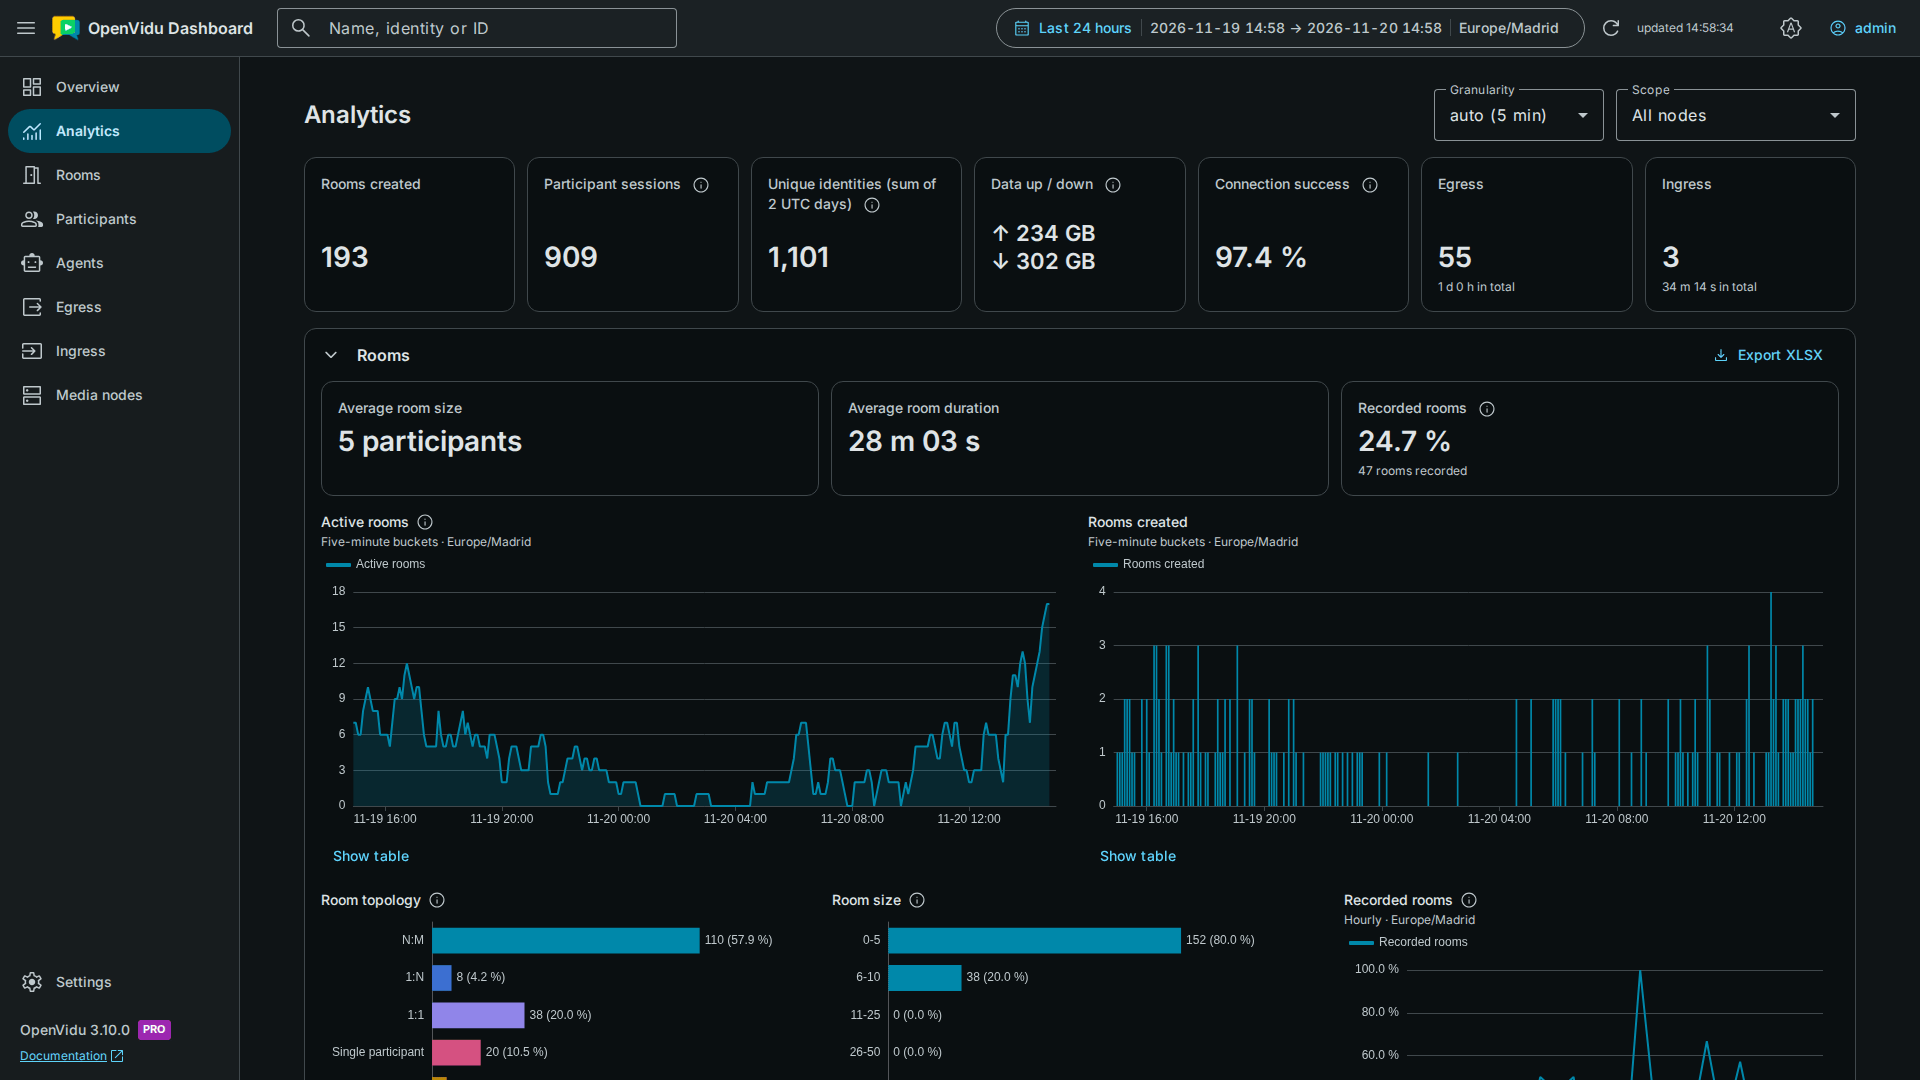 OpenVidu Dashboard
Name, identity or ID
Last 24 hours
2026-11-19 14:58 → 2026-11-20 14:58
Europe/Madrid
updated 14:58:34
A
admin
Overview
Analytics
Rooms
Participants
Agents
Egress
Ingress
Media nodes
Settings
OpenVidu 3.10.0 PRO
Documentation
Analytics
Granularity
auto (5 min)
Scope
All nodes
Rooms created
193
Participant sessions
909
Unique identities (sum of
2 UTC days)
1,101
Data up / down
↑ 234 GB
↓ 302 GB
Connection success
97.4 %
Egress
55
1 d 0 h in total
Ingress
3
34 m 14 s in total
Rooms
Export XLSX
Average room size
5 participants
Average room duration
28 m 03 s
Recorded rooms
24.7 %
47 rooms recorded
Active rooms
Five-minute buckets · Europe/Madrid
Active rooms
18
15
12
9
6
3
0
11-19 16:00 11-19 20:00 11-20 00:00 11-20 04:00 11-20 08:00 11-20 12:00
Show table
Rooms created
Five-minute buckets · Europe/Madrid
Rooms created
4
3
2
1
0
11-19 16:00 11-19 20:00 11-20 00:00 11-20 04:00 11-20 08:00 11-20 12:00
Show table
Room topology
N:M 110 (57.9 %)
1:N 8 (4.2 %)
1:1 38 (20.0 %)
Single participant 20 (10.5 %)
Room size
0-5 152 (80.0 %)
6-10 38 (20.0 %)
11-25 0 (0.0 %)
26-50 0 (0.0 %)
Recorded rooms
Hourly · Europe/Madrid
Recorded rooms
100.0 %
80.0 %
60.0 %